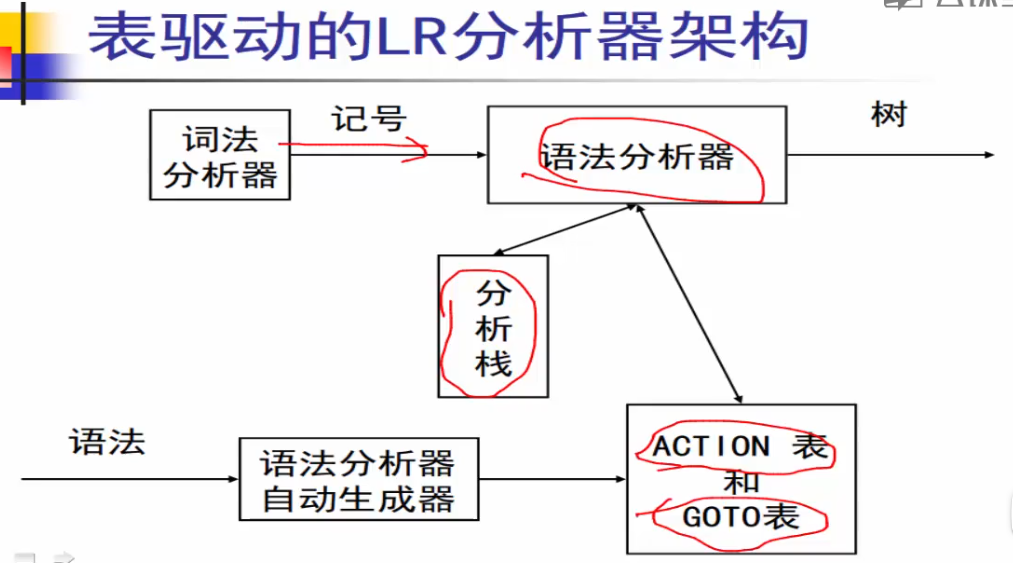 表驱动的LR分析器架构
词法
分析器
记号
语法分析器
树
分
析
栈
语法
语法分析器
自动生成器
ACTION 表
和
GOTO表